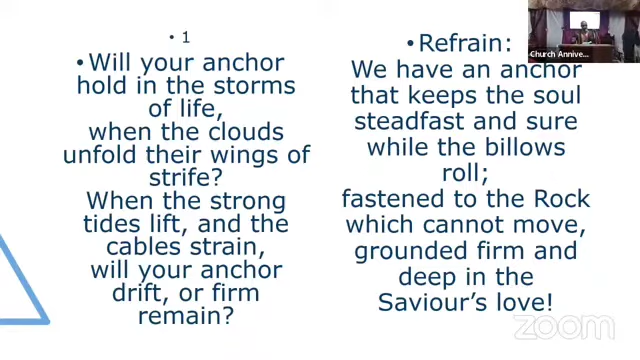 • 1
• Will your anchor
hold in the storms
of life,
when the clouds
unfold their wings of
strife?
When the strong
tides lift, and the
cables strain,
will your anchor
drift, or firm
remain?
• Refrain:
We have an anchor
that keeps the soul
steadfast and sure
while the billows
roll;
fastened to the Rock
which cannot move,
grounded firm and
deep in the
Saviour’s love!
Church Annive...
zoom